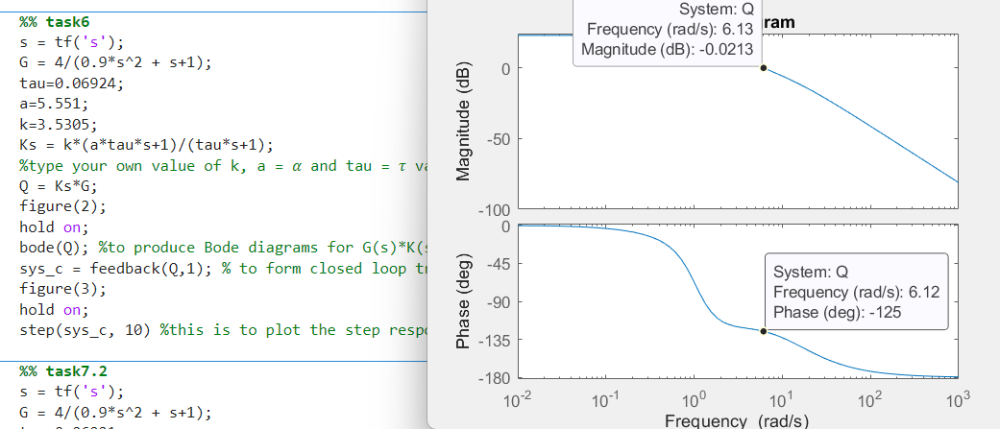 %% task6
s = tf('s');
G = 4/(0.9*s^2 + s+1);
tau=0.06924;
a=5.551;
k=3.5305;
Ks = k*(a*tau*s+1)/(tau*s+1);
%type your own value of k, a = α and tau = τ va
Q = Ks*G;
figure(2);
hold on;
bode(Q); %to produce Bode diagrams for G(s)*K(s
sys_c = feedback(Q,1); % to form closed loop tr
figure(3);
hold on;
step(sys_c, 10) %this is to plot the step respo
%% task7.2
s = tf('s');
G = 4/(0.9*s^2 + s+1);
ram
System: Q
Frequency (rad/s): 6.13
Magnitude (dB): -0.0213
Magnitude (dB)
0
-50
-100
System: Q
Frequency (rad/s): 6.12
Phase (deg): -125
Phase (deg)
0
-45
-90
-135
-180
10^-2 10^-1 10^0 10^1 10^2 10^3
Frequency (rad/s)